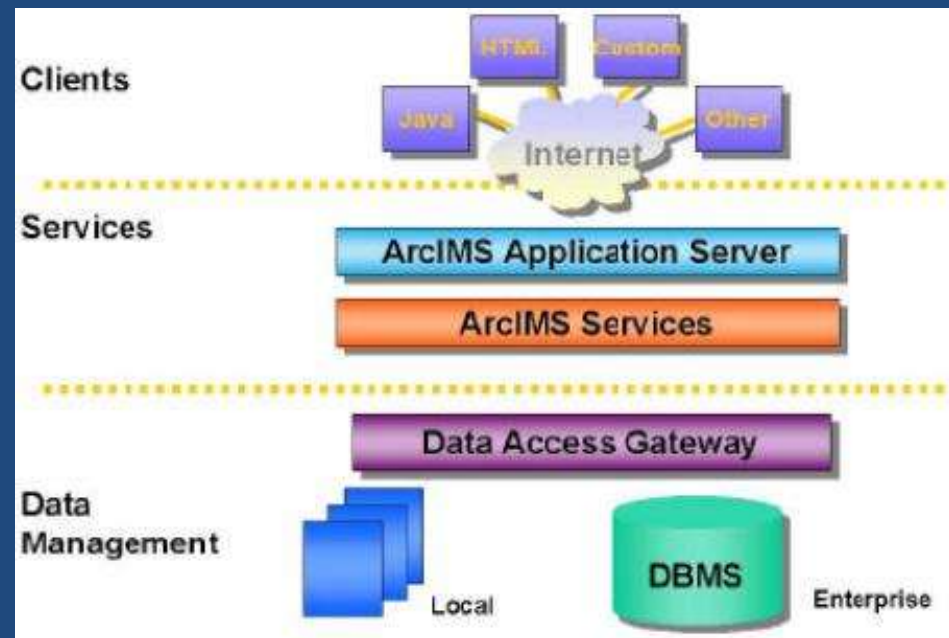 Clients
HTML
Custom
Java
Other
Internet
Services
ArcIMS Application Server
ArcIMS Services
Data Access Gateway
Data
Management
Local
DBMS
Enterprise